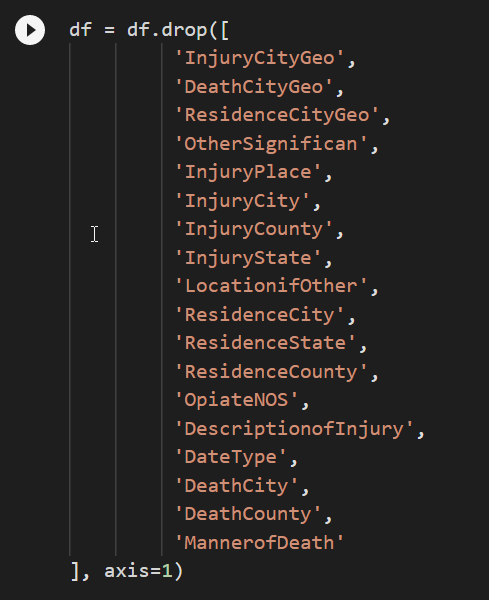 df = df.drop([
'InjuryCityGeo',
'DeathCityGeo',
'ResidenceCityGeo',
'OtherSignifican',
'InjuryPlace',
'InjuryCity',
'InjuryCounty',
'InjuryState',
'LocationifOther',
'ResidenceCity',
'ResidenceState',
'ResidenceCounty',
'OpiateNOS',
'DescriptionofInjury',
'DateType',
'DeathCity',
'DeathCounty',
'MannerofDeath'
], axis=1)